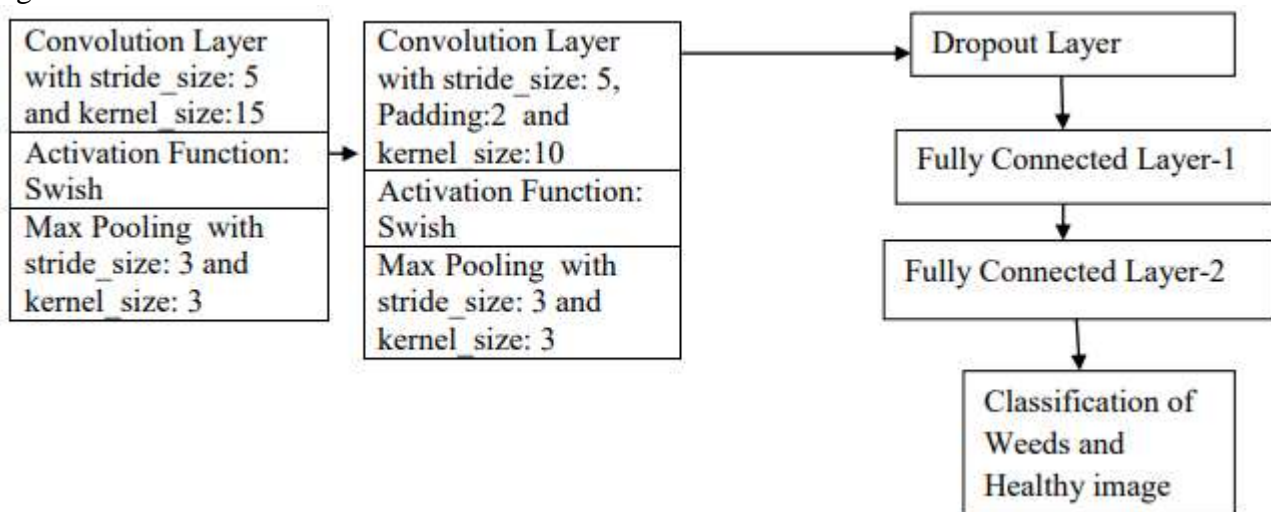 Convolution Layer
with stride_size: 5
and kernel_size:15
Activation Function:
Swish
Max Pooling with
stride_size: 3 and
kernel_size: 3
Convolution Layer
with stride_size: 5,
Padding:2 and
kernel_size:10
Activation Function:
Swish
Max Pooling with
stride_size: 3 and
kernel_size: 3
Dropout Layer
Fully Connected Layer-1
Fully Connected Layer-2
Classification of
Weeds and
Healthy image